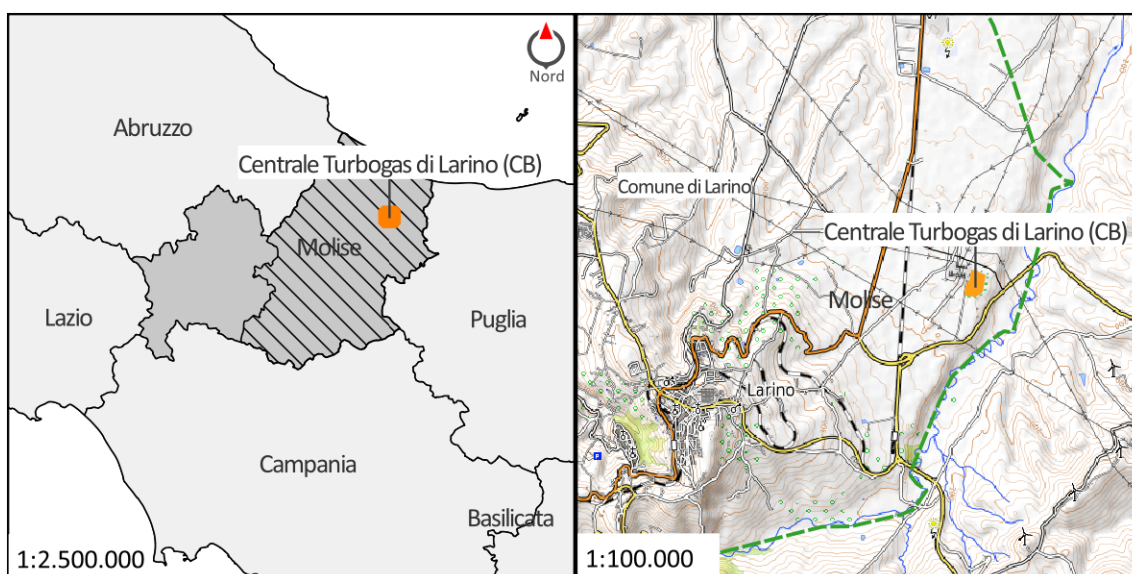 Nord
Abruzzo
Centrale Turbogas di Larino (CB)
Molise
Lazio
Puglia
Campania
Basilicata
1:2.500.000
Comune di Larino
Centrale Turbogas di Larino (CB)
Molise
Larino
1:100.000